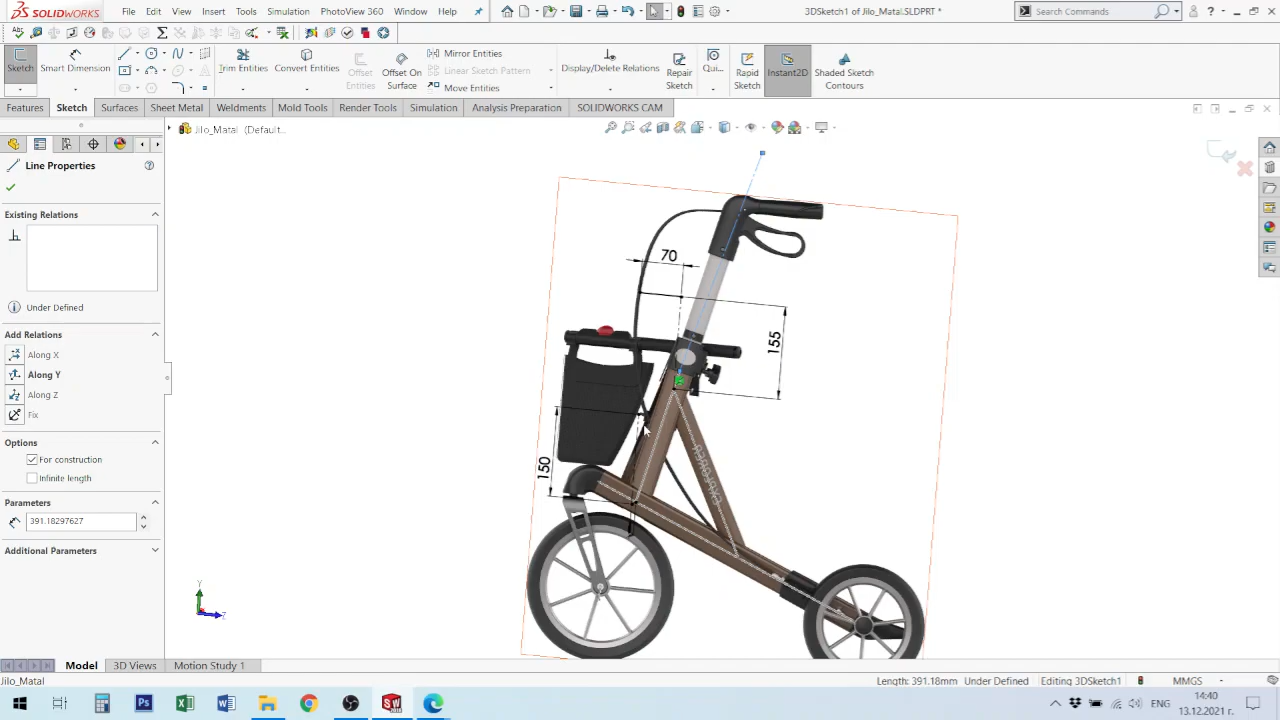 SOLIDWORKS File Edit View Insert Tools Simulation PhotoView 360 Window Help 3DSketch1 of Jilo_Matal.SLDPRT * Search Commands
Sketch Smart Dimension Trim Entities Convert Entities Offset Entities Offset On Surface Mirror Entities Linear Sketch Pattern Move Entities Display/Delete Relations Repair Sketch Qui... Rapid Sketch Instant2D Shaded Sketch Contours
Features Sketch Surfaces Sheet Metal Weldments Mold Tools Render Tools Simulation Analysis Preparation SOLIDWORKS CAM
Jilo_Matal (Default...
Line Properties
Existing Relations
Under Defined
Add Relations
Along X
Along Y
Along Z
Fix
Options
For construction
Infinite length
Parameters
391.18297627
Additional Parameters
70
155
150
EXPLORER
Y
Z
Model 3D Views Motion Study 1
Jilo_Matal Length: 391.18mm Under Defined Editing 3DSketch1 MMGS
ENG 14:40
13.12.2021 г.